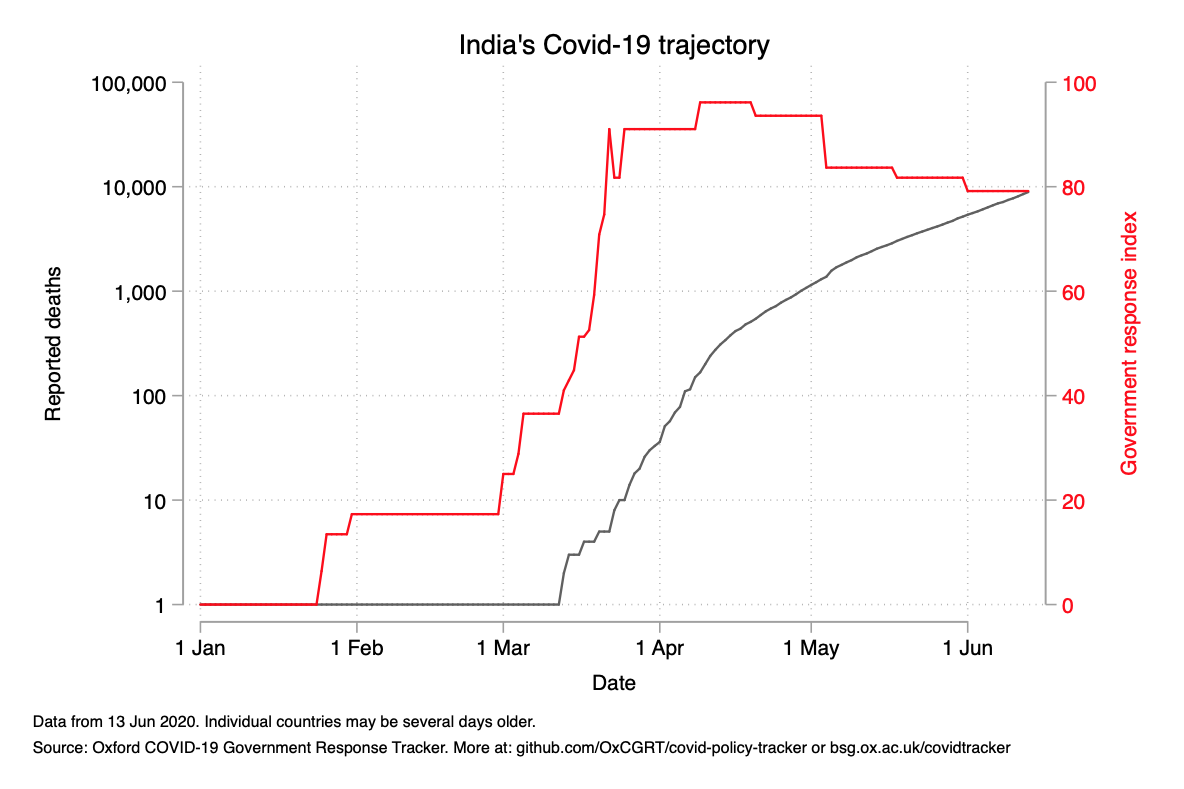 India's Covid-19 trajectory
100,000
10,000
1,000
100
10
1
Reported deaths
100
80
60
40
20
0
Government response index
1 Jan 1 Feb 1 Mar 1 Apr 1 May 1 Jun
Date
Data from 13 Jun 2020. Individual countries may be several days older.
Source: Oxford COVID-19 Government Response Tracker. More at: github.com/OxCGRT/covid-policy-tracker or bsg.ox.ac.uk/covidtracker